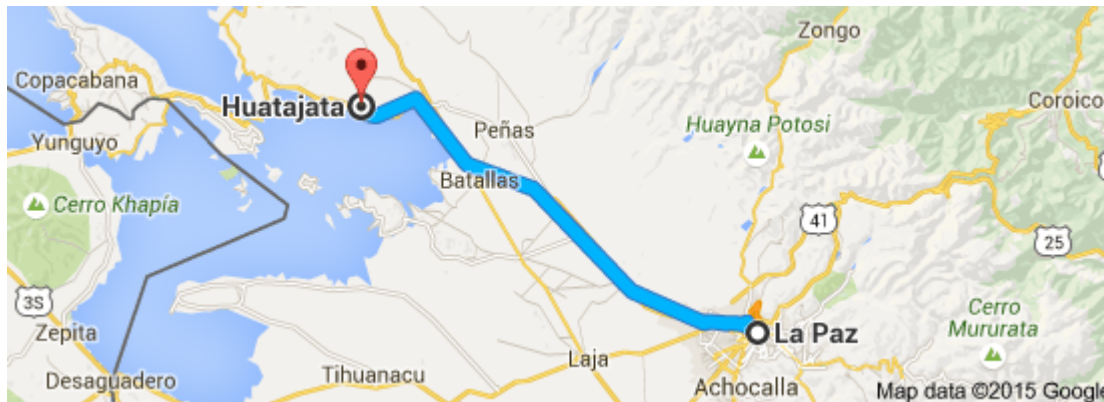 Zongo
Copacabana
Huatajata
Coroico
Peñas
Huayna Potosi
Yunguyo
Batallas
Cerro Khapía
41
25
3S
Cerro
Mururata
Zepita
La Paz
Laja
Tihuanacu
Desaguadero
Achocalla
Map data ©2015 Google